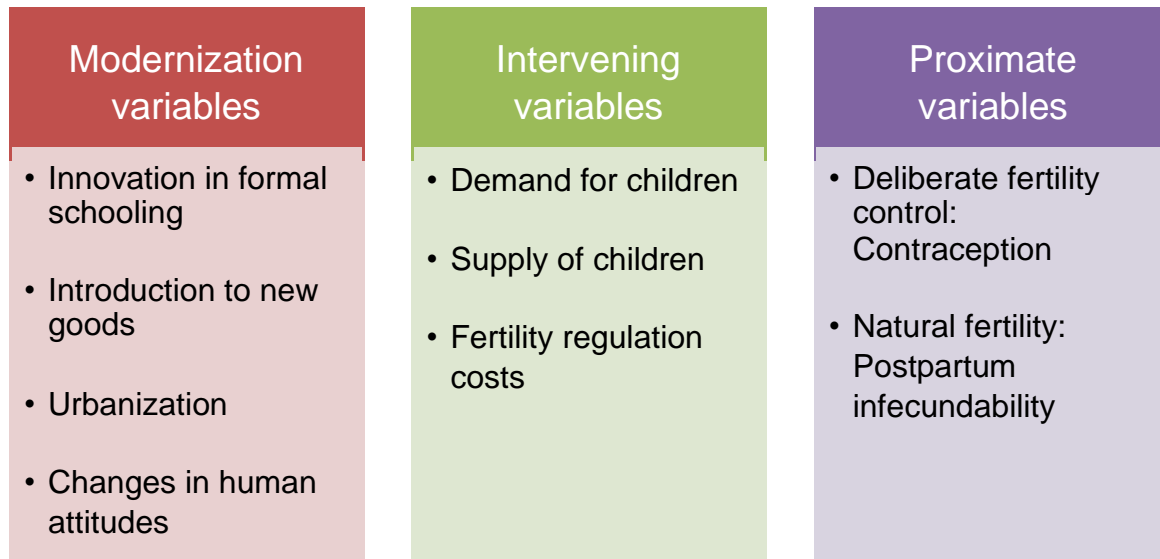 Modernization
variables
• Innovation in formal
schooling
• Introduction to new
goods
• Urbanization
• Changes in human
attitudes
Intervening
variables
• Demand for children
• Supply of children
• Fertility regulation
costs
Proximate
variables
• Deliberate fertility
control:
Contraception
• Natural fertility:
Postpartum
infecundability